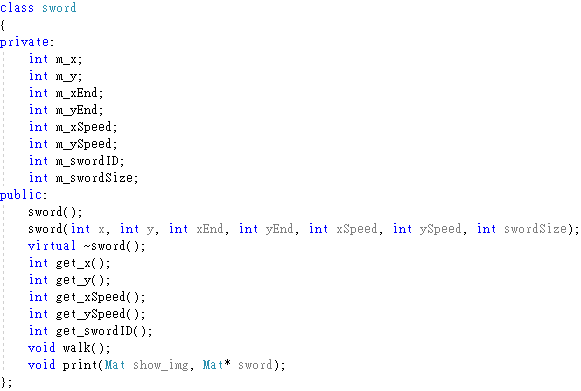 class sword
{
private:
    int m_x;
    int m_y;
    int m_xEnd;
    int m_yEnd;
    int m_xSpeed;
    int m_ySpeed;
    int m_swordID;
    int m_swordSize;
public:
    sword();
    sword(int x, int y, int xEnd, int yEnd, int xSpeed, int ySpeed, int swordSize);
    virtual ~sword();
    int get_x();
    int get_y();
    int get_xSpeed();
    int get_ySpeed();
    int get_swordID();
    void walk();
    void print(Mat show_img, Mat* sword);
};